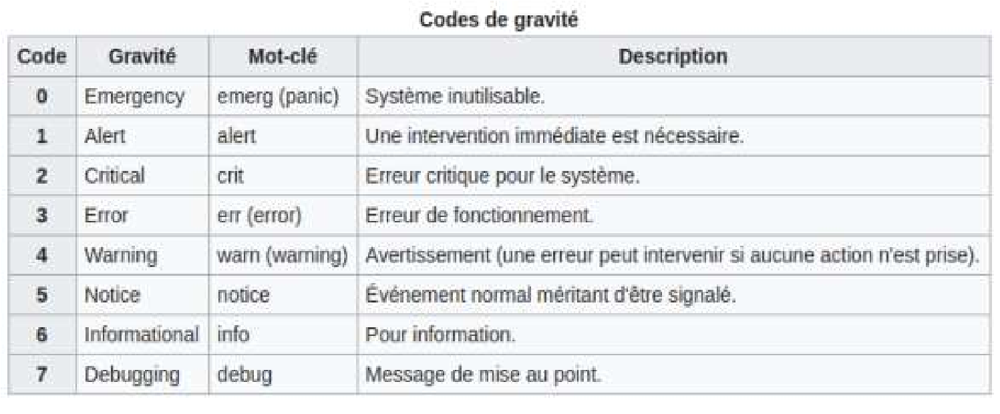 Codes de gravité
Code Gravité Mot-clé Description
0 Emergency emerg (panic) Système inutilisable.
1 Alert alert Une intervention immédiate est nécessaire.
2 Critical crit Erreur critique pour le système.
3 Error err (error) Erreur de fonctionnement.
4 Warning warn (warning) Avertissement (une erreur peut intervenir si aucune action n'est prise).
5 Notice notice Événement normal méritant d'être signalé.
6 Informational info Pour information.
7 Debugging debug Message de mise au point.